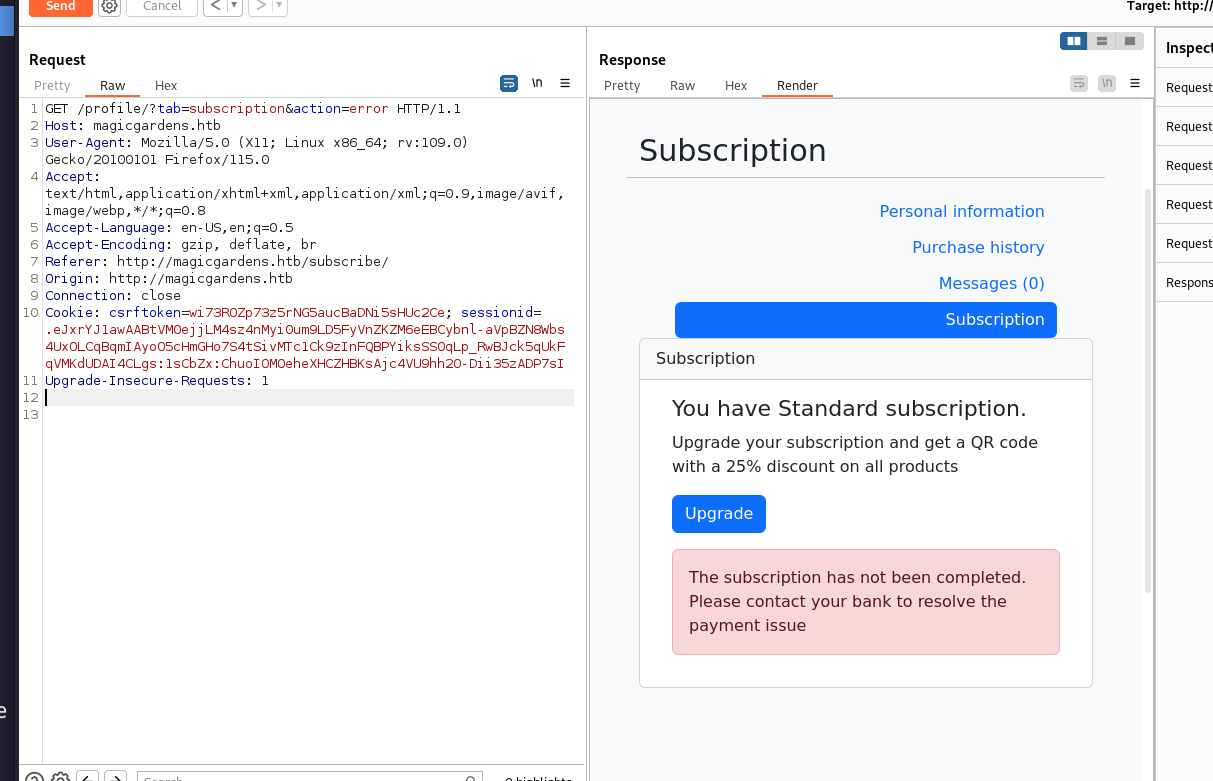 Send
Cancel
< ▾
> ▾
Target: http://
Request
Pretty Raw Hex
\n
1 GET /profile/?tab=subscription&action=error HTTP/1.1
2 Host: magicgardens.htb
3 User-Agent: Mozilla/5.0 (X11; Linux x86_64; rv:109.0)
Gecko/20100101 Firefox/115.0
4 Accept:
text/html,application/xhtml+xml,application/xml;q=0.9,image/avif,
image/webp,*/*;q=0.8
5 Accept-Language: en-US,en;q=0.5
6 Accept-Encoding: gzip, deflate, br
7 Referer: http://magicgardens.htb/subscribe/
8 Origin: http://magicgardens.htb
9 Connection: close
10 Cookie: csrftoken=wi73ROZp73z5rNG5aucBaDNi5sHUc2Ce; sessionid=
.eJxrYJ1awAABtVMOejjLM4sz4nMyi0um9LD5FyVnZKZM6eEBCybnl-aVpBZN8Wbs
4UxOLCqBqmIAyoO5cHmGHo7S4tSivMTc1Ck9zInFQBPYiksSS0qLp_RwBJck5qUkF
qVMKdUDAI4CLgs:1sCbZx:ChuoIOMOeheXHCZHBKsAjc4VU9hh2O-Dii35zADP7sI
11 Upgrade-Insecure-Requests: 1
12
13
Search
0 highlights
Response
Pretty Raw Hex Render
\n
Subscription
Personal information
Purchase history
Messages (0)
Subscription
Subscription
You have Standard subscription.
Upgrade your subscription and get a QR code
with a 25% discount on all products
Upgrade
The subscription has not been completed.
Please contact your bank to resolve the
payment issue
Inspect
Request
Request
Request
Request
Request
Respons
e